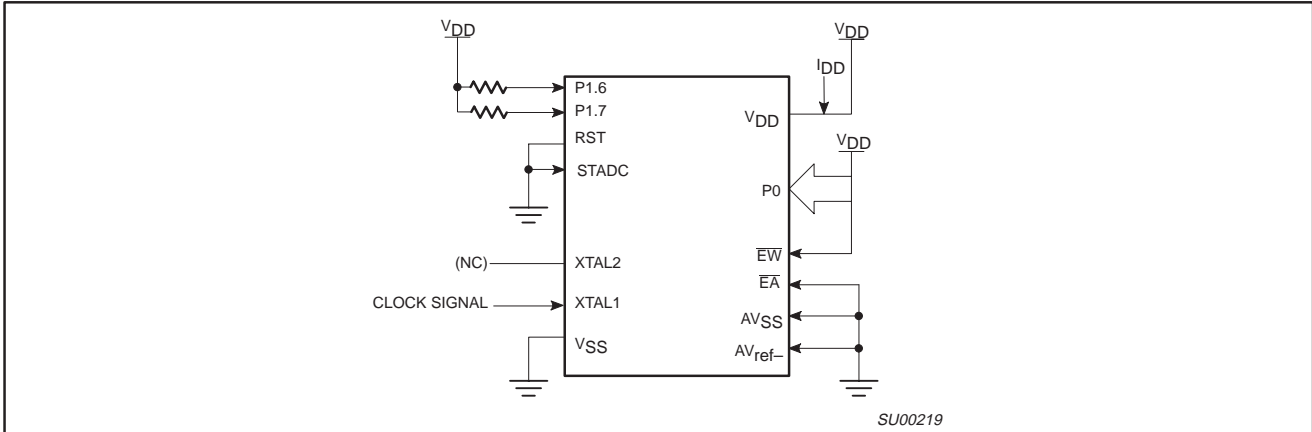 VDD
P1.6
P1.7
RST
STADC
(NC)
XTAL2
CLOCK SIGNAL
XTAL1
VSS
VDD
IDD
VDD
VDD
P0
EW
EA
AVSS
AVref–
SU00219